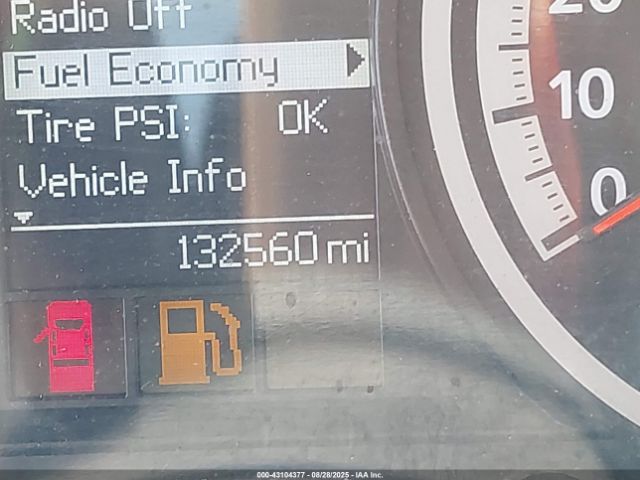 Radio Off
Fuel Economy
Tire PSI: OK
Vehicle Info
132560 mi
20
10
0
000-43104377 - 08/28/2025 - IAA Inc.